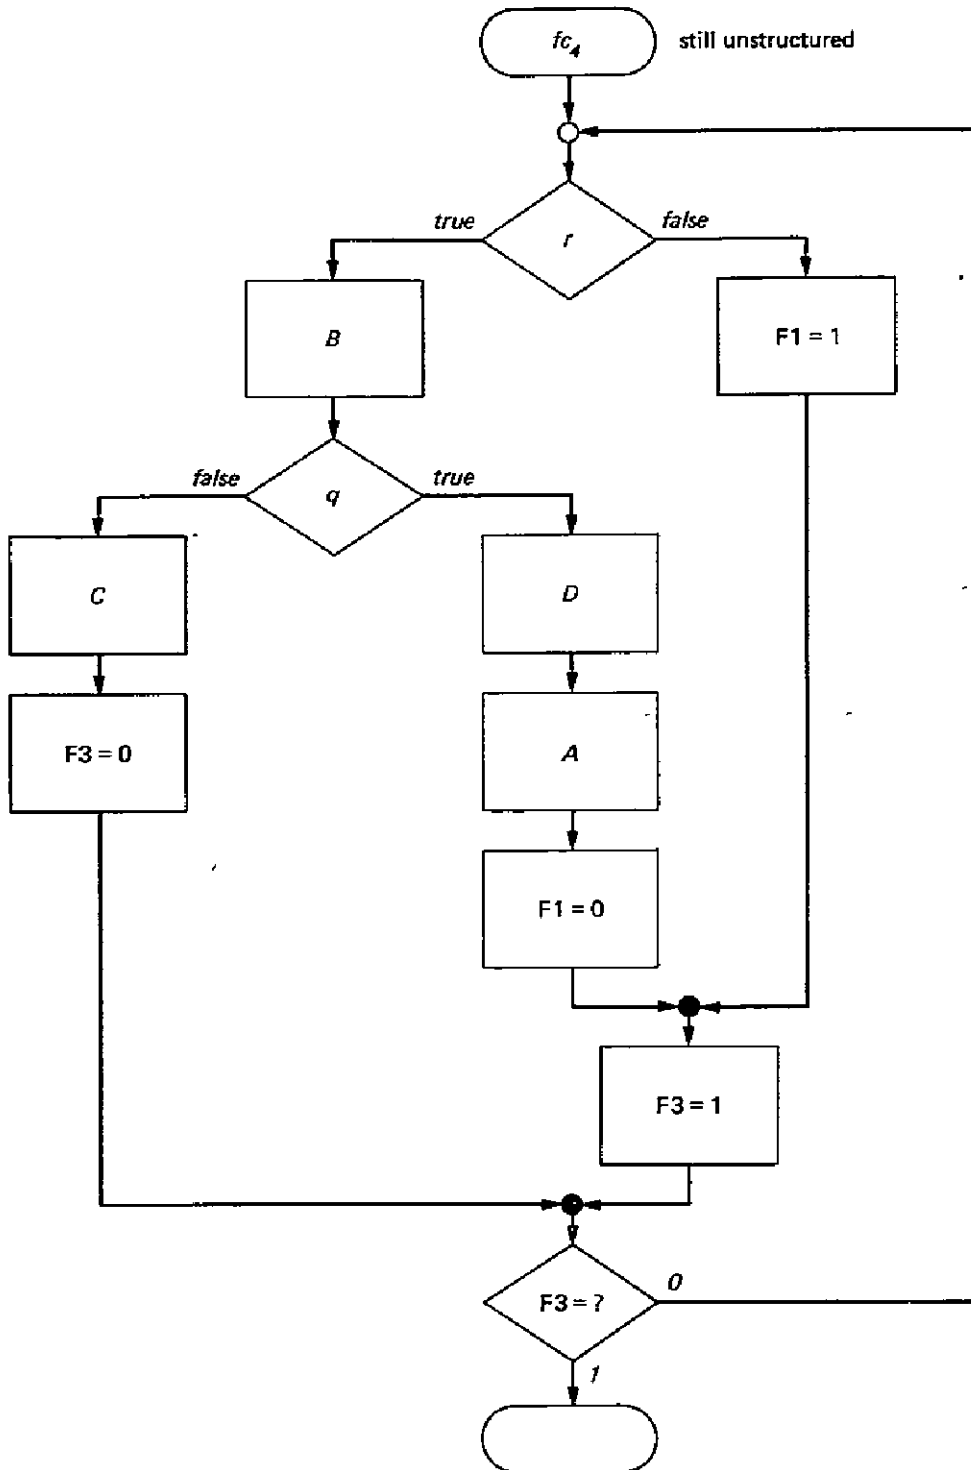 fc4 still unstructured
true false
r
B F1 = 1
false true
q
C D
F3 = 0 A
F1 = 0
F3 = 1
F3 = ? 0
1